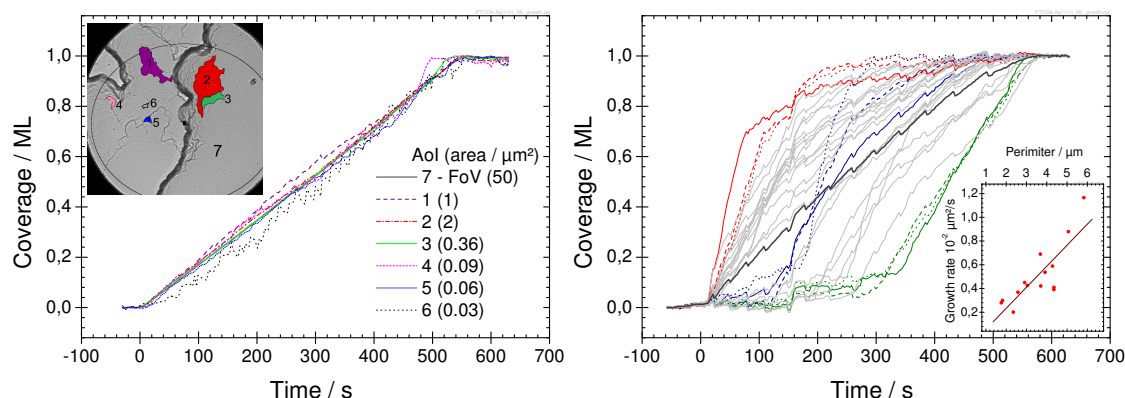 PTCDA-Ag(111)_ML_growth.opj
1,0
0,8
0,6
0,4
0,2
0,0
Coverage / ML
-100 0 100 200 300 400 500 600 700
Time / s
1
2
3
4
6
5
7
AoI (area / µm²)
7 - FoV (50)
1 (1)
2 (2)
3 (0.36)
4 (0.09)
5 (0.06)
6 (0.03)
1,0
0,8
0,6
0,4
0,2
0,0
Coverage / ML
-100 0 100 200 300 400 500 600 700
Time / s
Perimiter / µm
1 2 3 4 5 6
1,2
1,0
0,8
0,6
0,4
0,2
Growth rate 10⁻² µm²/s